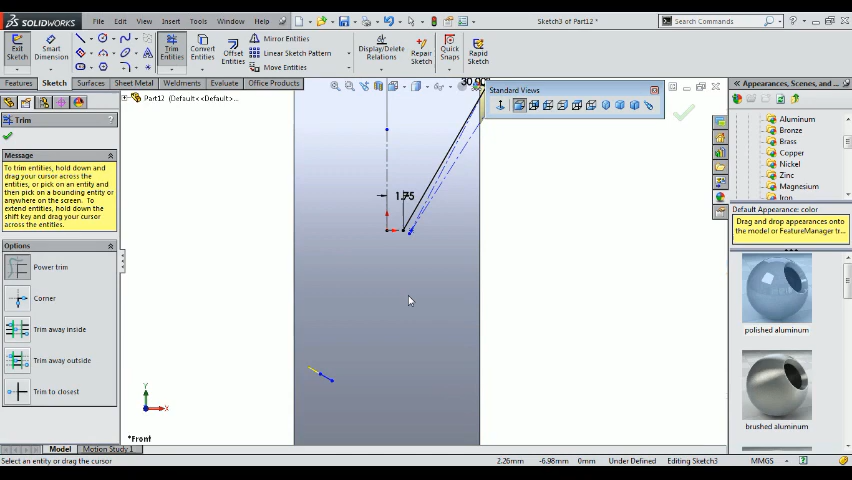 SOLIDWORKS File Edit View Insert Tools Window Help Sketch3 of Part12 * Search Commands
Exit Sketch
Smart Dimension
Trim Entities
Convert Entities
Offset Entities
Mirror Entities
Linear Sketch Pattern
Move Entities
Display/Delete Relations
Repair Sketch
Quick Snaps
Rapid Sketch
Features Sketch Surfaces Sheet Metal Weldments Evaluate Office Products
Part12 (Default<<Default>...
Trim
Message
To trim entities, hold down and drag your cursor across the entities, or pick on an entity and then pick a bounding entity or anywhere on the screen. To extend entities, hold down the shift key and drag your cursor across the entities.
Options
Power trim
Corner
Trim away inside
Trim away outside
Trim to closest
Standard Views
1.75
Y
X
*Front
Appearances, Scenes, and...
Aluminum
Bronze
Brass
Copper
Nickel
Zinc
Magnesium
Iron
Default Appearance: color
Drag and drop appearances onto the model or FeatureManager tr...
polished aluminum
brushed aluminum
Model Motion Study 1
Select an entity or drag the cursor 2.26mm -6.98mm 0mm Under Defined Editing Sketch3 MMGS